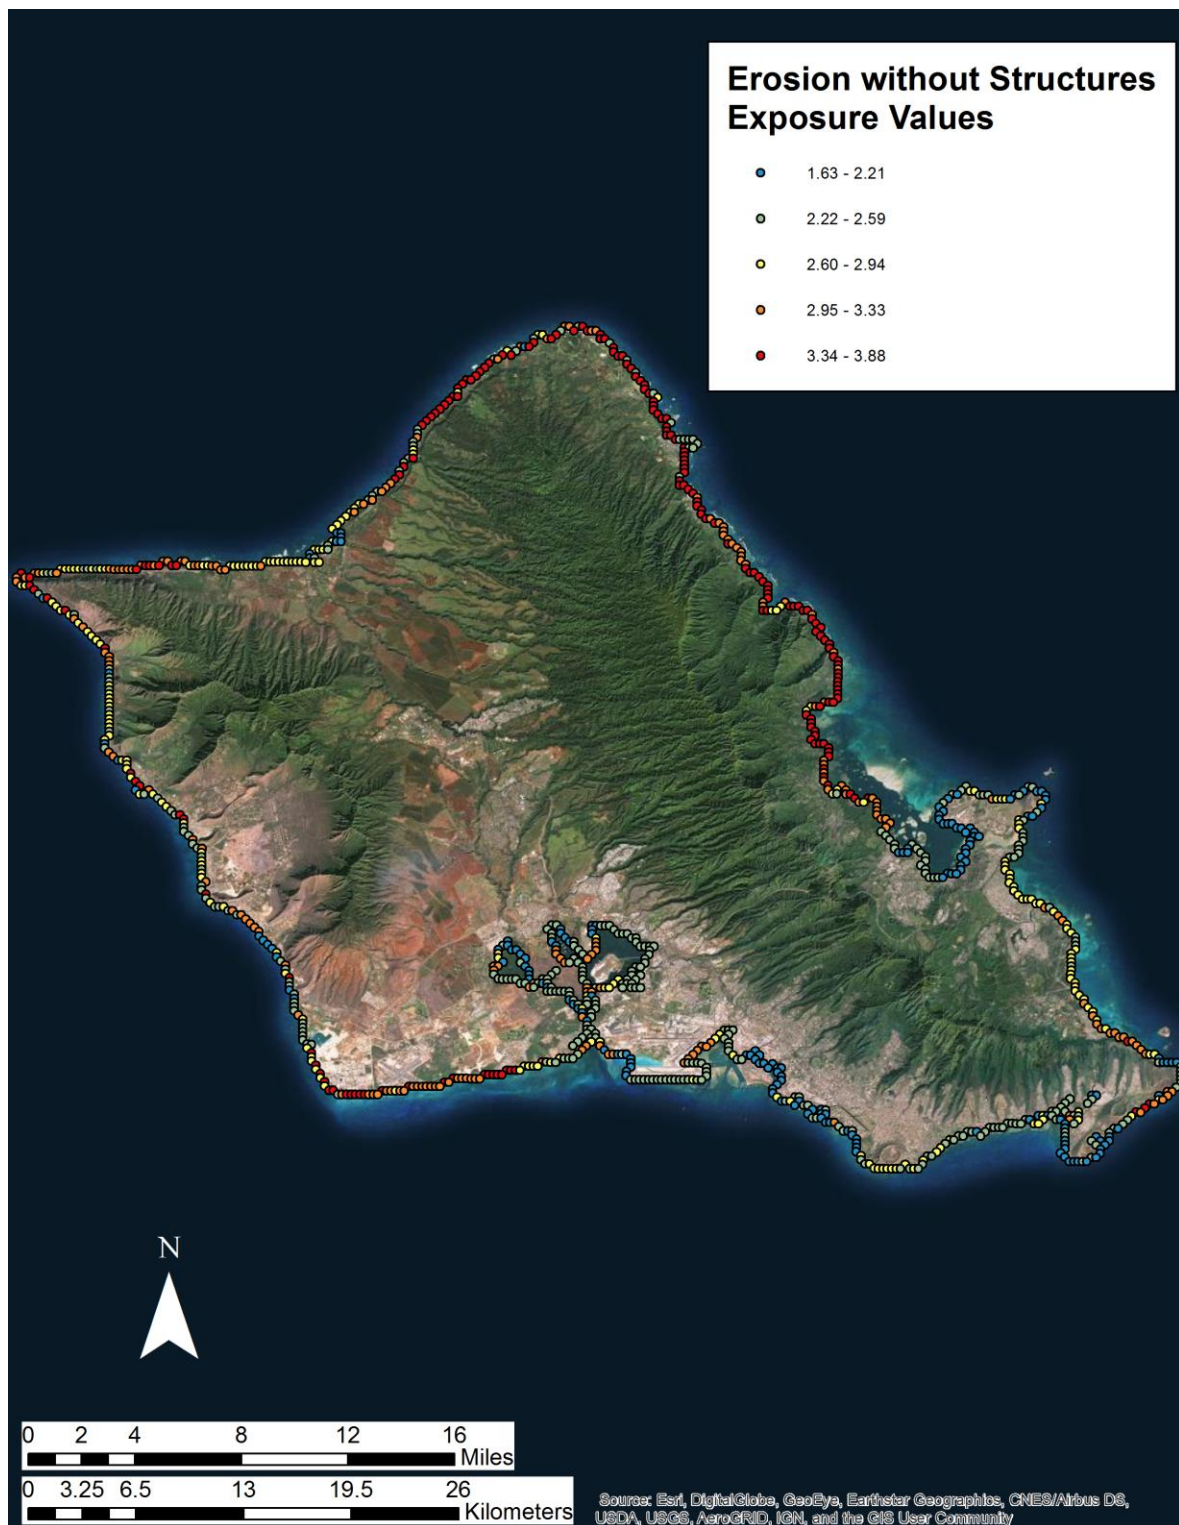 Erosion without Structures
Exposure Values
1.63 - 2.21
2.22 - 2.59
2.60 - 2.94
2.95 - 3.33
3.34 - 3.88
N
0 2 4 8 12 16
Miles
0 3.25 6.5 13 19.5 26
Kilometers
Source: Esri, DigitalGlobe, GeoEye, Earthstar Geographics, CNES/Airbus DS,
USDA, USGS, AeroGRID, IGN, and the GIS User Community